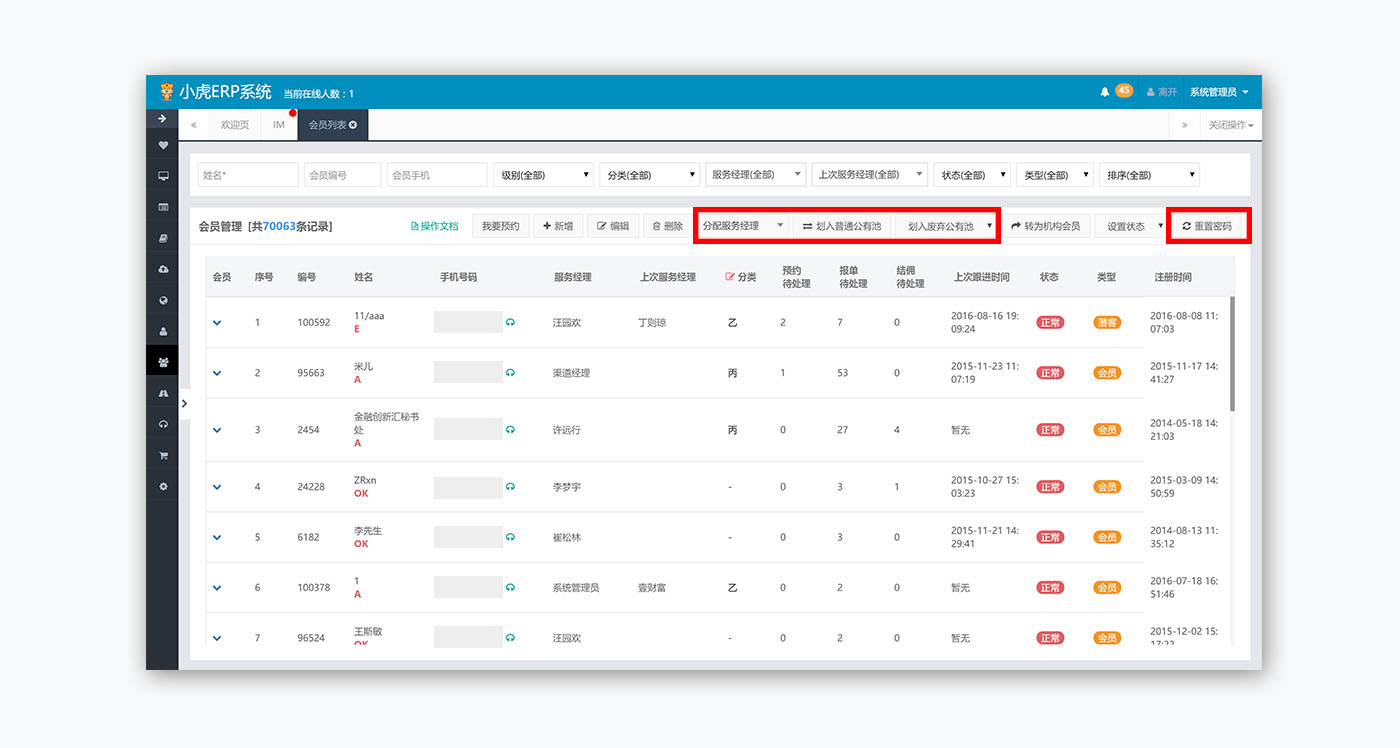 小虎ERP系统 当前在线人数：1 45 离开 系统管理员
« 欢迎页 IM 会员列表 » 关闭操作
姓名* 会员编号 会员手机 级别(全部) 分类(全部) 服务经理(全部) 上次服务经理(全部) 状态(全部) 类型(全部) 排序(全部)
会员管理 [共70063条记录] 操作文档 我要预约 新增 编辑 删除 分配服务经理 划入普通公有池 划入废弃公有池 转为机构会员 设置状态 重置密码
会员 序号 编号 姓名 手机号码 服务经理 上次服务经理 分类 预约 报单 结佣 上次跟进时间 状态 类型 注册时间
待处理 待处理 待处理
11/aaa 2016-08-16 19: 2016-08-08 11:
1 100592 汪园欢 丁则琼 乙 2 7 0 正常 潜客
E 09:24 07:03
米儿 2015-11-23 11: 2015-11-17 14:
2 95663 渠道经理 丙 1 53 0 正常 会员
A 07:19 41:27
金融创新汇秘书 2014-05-18 14:
3 2454 处 许远行 丙 0 27 4 暂无 正常 会员
A 21:03
ZRxn 2015-10-27 15: 2015-03-09 14:
4 24228 李梦宇 - 0 3 1 正常 会员
OK 03:23 50:59
李先生 2015-11-21 14: 2014-08-13 11:
5 6182 崔松林 - 0 3 0 正常 会员
OK 29:41 35:12
1 2016-07-18 16:
6 100378 系统管理员 壹财富 乙 0 2 0 暂无 正常 会员
A 51:46
王斯敏 2015-12-02 15:
7 96524 汪园欢 - 0 2 0 暂无 正常 会员
OK 17:22